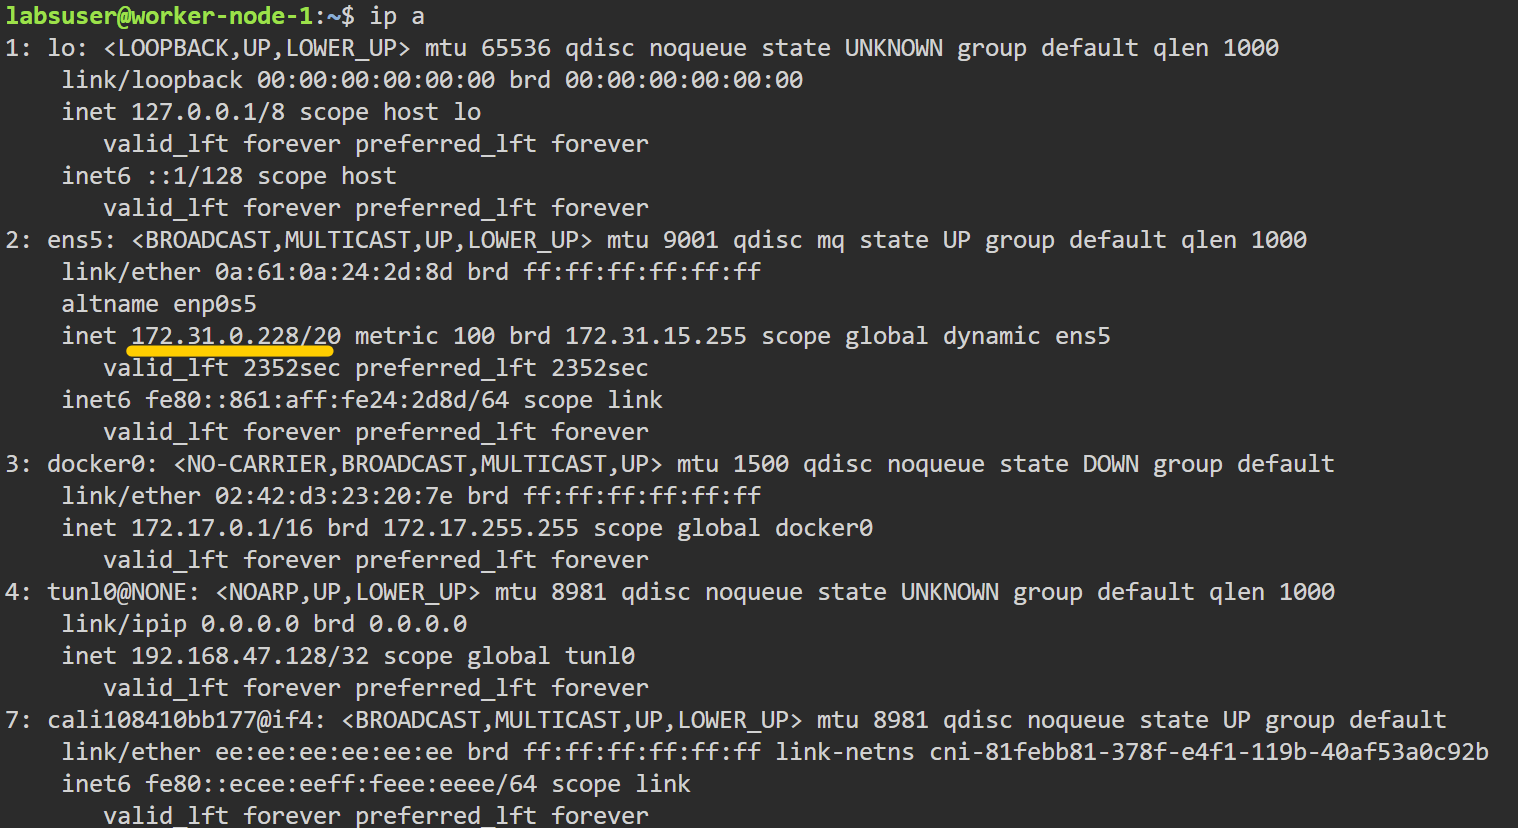 labsuser@worker-node-1:~$ ip a
1: lo: <LOOPBACK,UP,LOWER_UP> mtu 65536 qdisc noqueue state UNKNOWN group default qlen 1000
    link/loopback 00:00:00:00:00:00 brd 00:00:00:00:00:00
    inet 127.0.0.1/8 scope host lo
       valid_lft forever preferred_lft forever
    inet6 ::1/128 scope host
       valid_lft forever preferred_lft forever
2: ens5: <BROADCAST,MULTICAST,UP,LOWER_UP> mtu 9001 qdisc mq state UP group default qlen 1000
    link/ether 0a:61:0a:24:2d:8d brd ff:ff:ff:ff:ff:ff
    altname enp0s5
    inet 172.31.0.228/20 metric 100 brd 172.31.15.255 scope global dynamic ens5
       valid_lft 2352sec preferred_lft 2352sec
    inet6 fe80::861:aff:fe24:2d8d/64 scope link
       valid_lft forever preferred_lft forever
3: docker0: <NO-CARRIER,BROADCAST,MULTICAST,UP> mtu 1500 qdisc noqueue state DOWN group default
    link/ether 02:42:d3:23:20:7e brd ff:ff:ff:ff:ff:ff
    inet 172.17.0.1/16 brd 172.17.255.255 scope global docker0
       valid_lft forever preferred_lft forever
4: tunl0@NONE: <NOARP,UP,LOWER_UP> mtu 8981 qdisc noqueue state UNKNOWN group default qlen 1000
    link/ipip 0.0.0.0 brd 0.0.0.0
    inet 192.168.47.128/32 scope global tunl0
       valid_lft forever preferred_lft forever
7: cali108410bb177@if4: <BROADCAST,MULTICAST,UP,LOWER_UP> mtu 8981 qdisc noqueue state UP group default
    link/ether ee:ee:ee:ee:ee:ee brd ff:ff:ff:ff:ff:ff link-netns cni-81febb81-378f-e4f1-119b-40af53a0c92b
    inet6 fe80::ecee:eeff:feee:eeee/64 scope link
       valid_lft forever preferred_lft forever